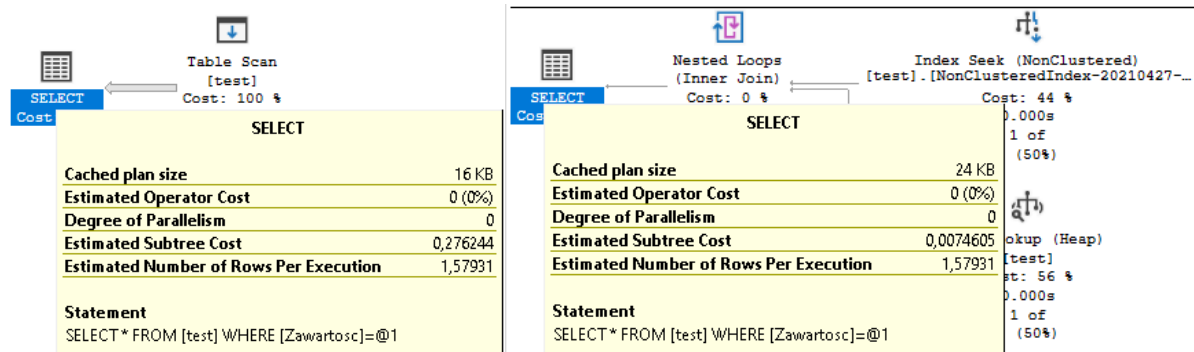 Table Scan
[test]
Cost: 100 %
SELECT
Cost
SELECT
Cached plan size 16 KB
Estimated Operator Cost 0 (0%)
Degree of Parallelism 0
Estimated Subtree Cost 0,276244
Estimated Number of Rows Per Execution 1,57931
Statement
SELECT * FROM [test] WHERE [Zawartosc]=@1
Nested Loops
(Inner Join)
Cost: 0 %
Index Seek (NonClustered)
[test].[NonClusteredIndex-20210427-…
Cost: 44 %
0.000s
1 of
(50%)
SELECT
Cos
SELECT
Cached plan size 24 KB
Estimated Operator Cost 0 (0%)
Degree of Parallelism 0
Estimated Subtree Cost 0,0074605
Estimated Number of Rows Per Execution 1,57931
Statement
SELECT * FROM [test] WHERE [Zawartosc]=@1
okup (Heap)
[test]
st: 56 %
0.000s
1 of
(50%)